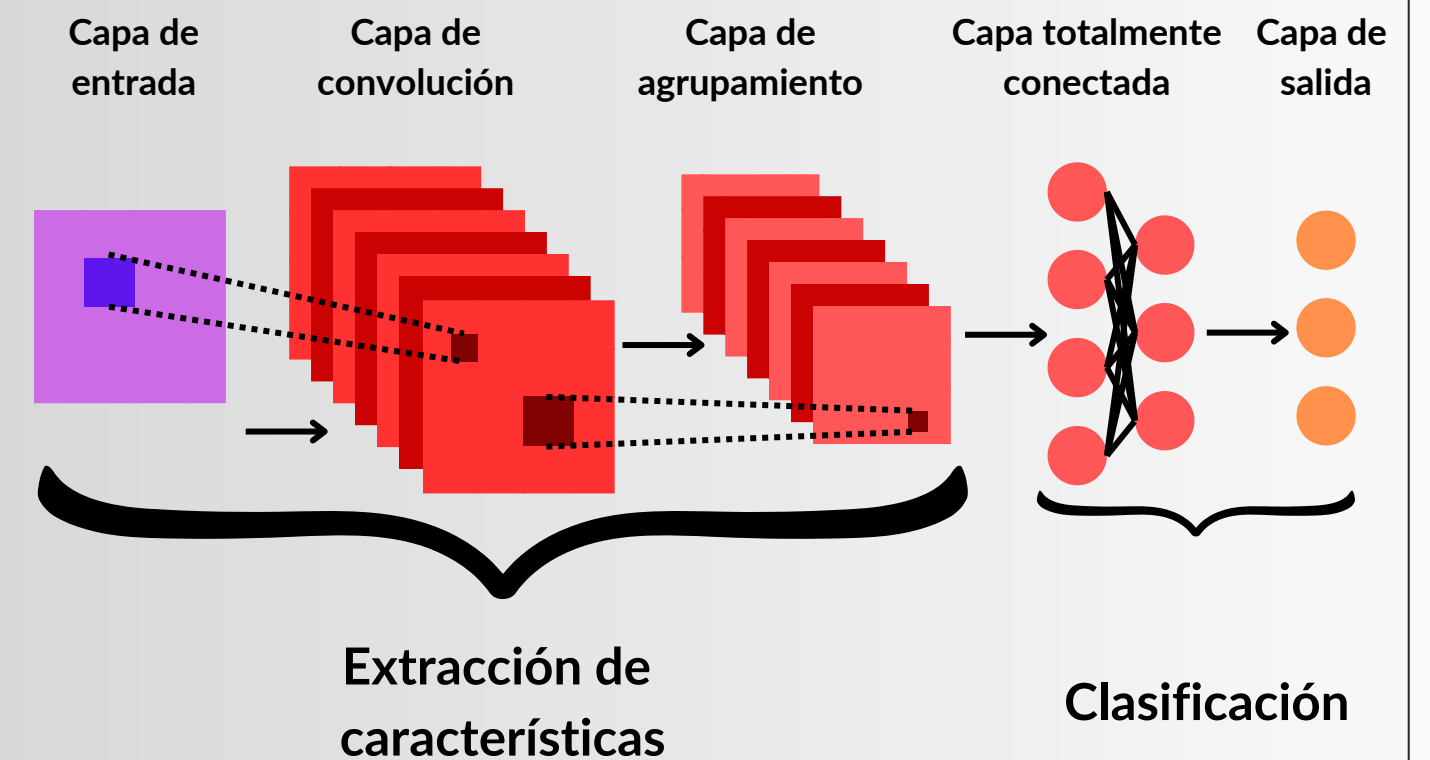 Capa de
entrada
Capa de
convolución
Capa de
agrupamiento
Capa totalmente
conectada
Capa de
salida
Extracción de
características
Clasificación